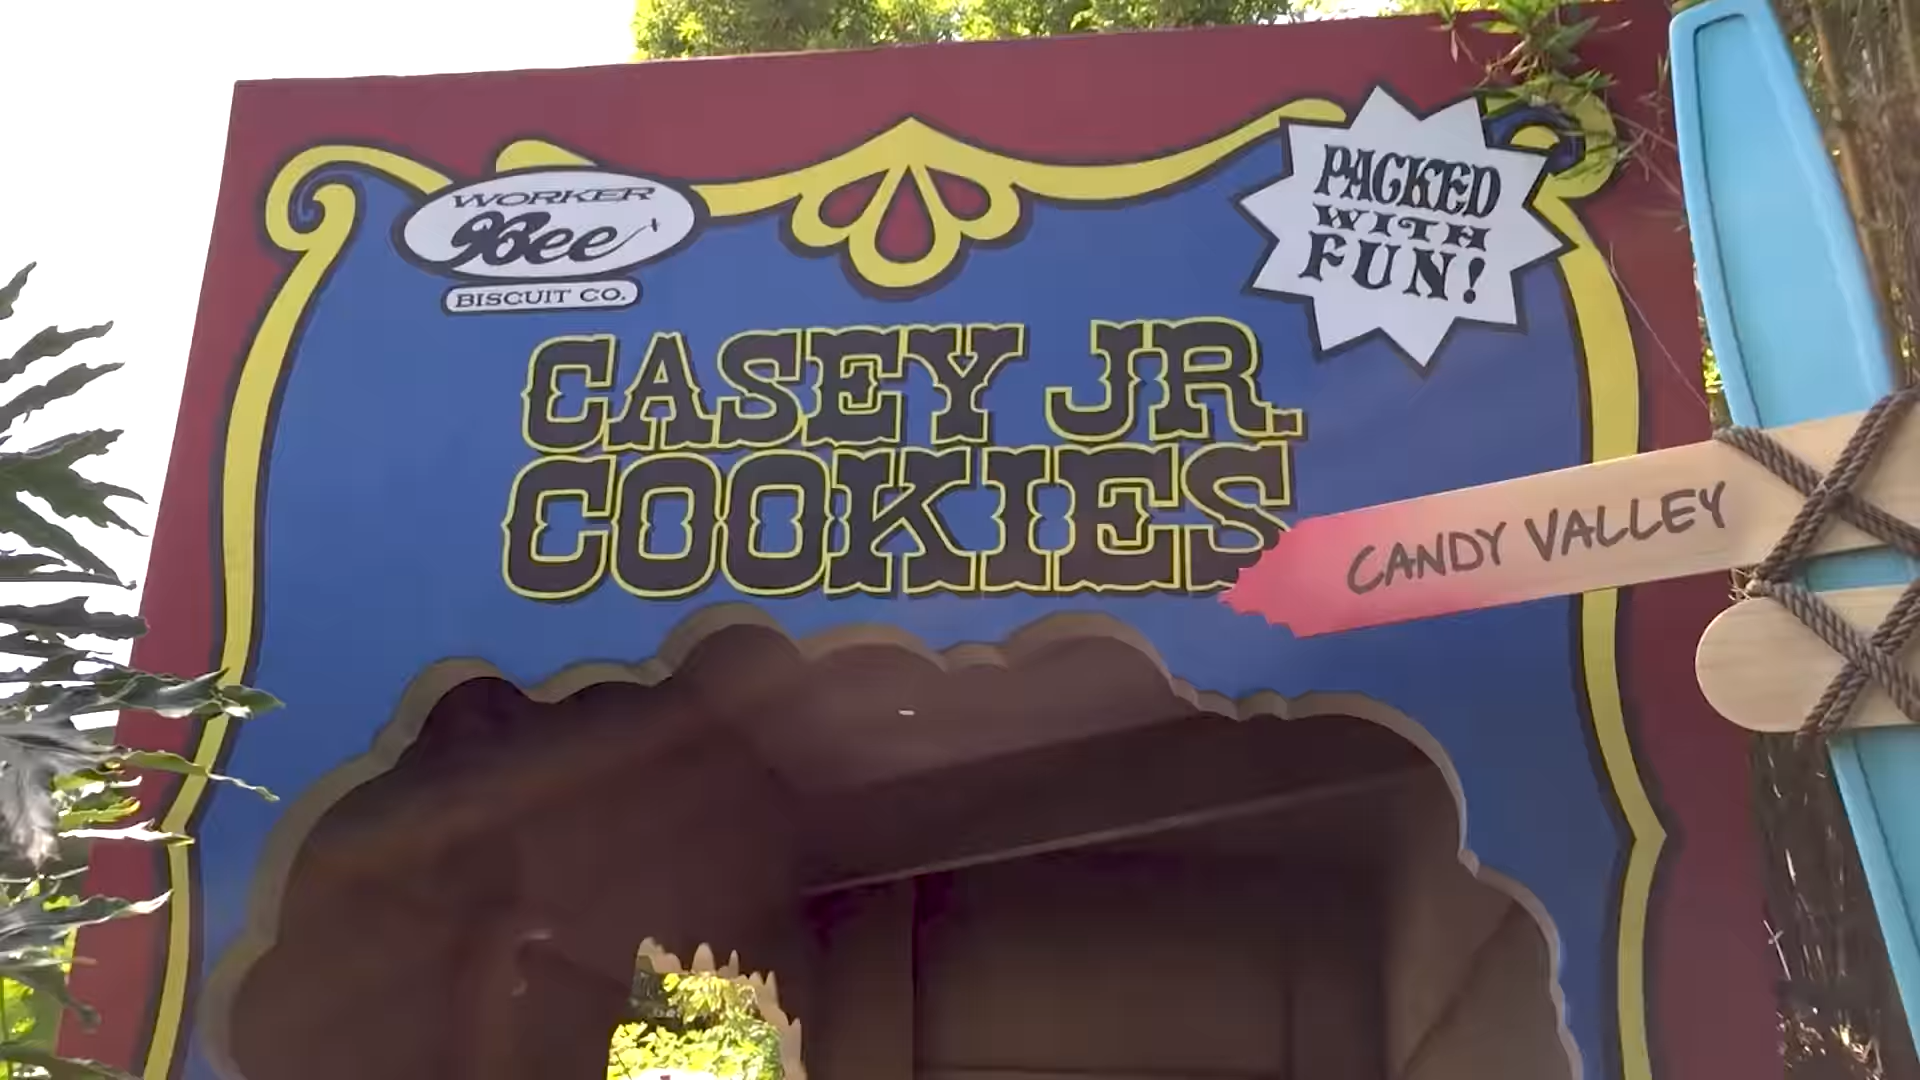 WORKER
Bee
BISCUIT CO.
PACKED
WITH
FUN!
CASEY JR.
COOKIES
CANDY VALLEY